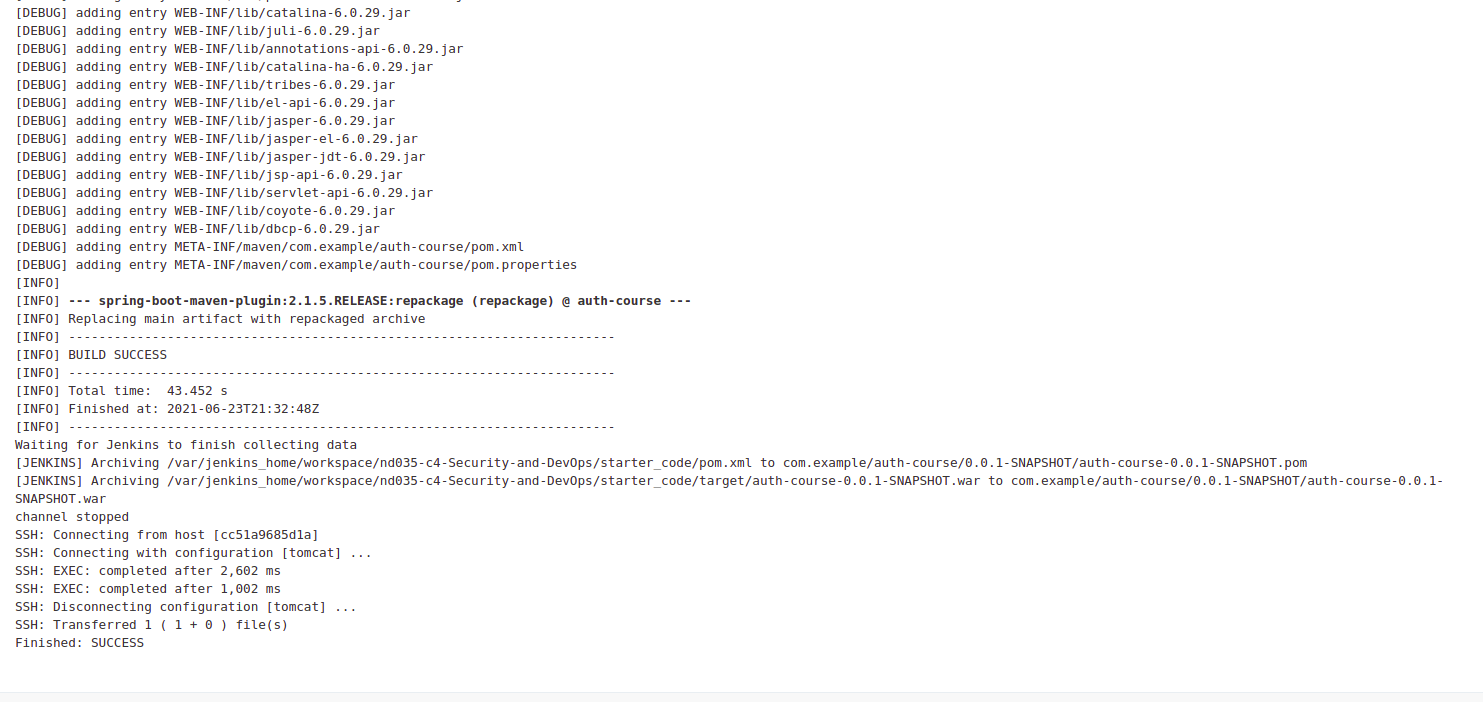 [DEBUG] adding entry WEB-INF/lib/catalina-6.0.29.jar
[DEBUG] adding entry WEB-INF/lib/juli-6.0.29.jar
[DEBUG] adding entry WEB-INF/lib/annotations-api-6.0.29.jar
[DEBUG] adding entry WEB-INF/lib/catalina-ha-6.0.29.jar
[DEBUG] adding entry WEB-INF/lib/tribes-6.0.29.jar
[DEBUG] adding entry WEB-INF/lib/el-api-6.0.29.jar
[DEBUG] adding entry WEB-INF/lib/jasper-6.0.29.jar
[DEBUG] adding entry WEB-INF/lib/jasper-el-6.0.29.jar
[DEBUG] adding entry WEB-INF/lib/jasper-jdt-6.0.29.jar
[DEBUG] adding entry WEB-INF/lib/jsp-api-6.0.29.jar
[DEBUG] adding entry WEB-INF/lib/servlet-api-6.0.29.jar
[DEBUG] adding entry WEB-INF/lib/coyote-6.0.29.jar
[DEBUG] adding entry WEB-INF/lib/dbcp-6.0.29.jar
[DEBUG] adding entry META-INF/maven/com.example/auth-course/pom.xml
[DEBUG] adding entry META-INF/maven/com.example/auth-course/pom.properties
[INFO]
[INFO] --- spring-boot-maven-plugin:2.1.5.RELEASE:repackage (repackage) @ auth-course ---
[INFO] Replacing main artifact with repackaged archive
[INFO] ------------------------------------------------------------------------
[INFO] BUILD SUCCESS
[INFO] ------------------------------------------------------------------------
[INFO] Total time:  43.452 s
[INFO] Finished at: 2021-06-23T21:32:48Z
[INFO] ------------------------------------------------------------------------
Waiting for Jenkins to finish collecting data
[JENKINS] Archiving /var/jenkins_home/workspace/nd035-c4-Security-and-DevOps/starter_code/pom.xml to com.example/auth-course/0.0.1-SNAPSHOT/auth-course-0.0.1-SNAPSHOT.pom
[JENKINS] Archiving /var/jenkins_home/workspace/nd035-c4-Security-and-DevOps/starter_code/target/auth-course-0.0.1-SNAPSHOT.war to com.example/auth-course/0.0.1-SNAPSHOT/auth-course-0.0.1-
SNAPSHOT.war
channel stopped
SSH: Connecting from host [cc51a9685d1a]
SSH: Connecting with configuration [tomcat] ...
SSH: EXEC: completed after 2,602 ms
SSH: EXEC: completed after 1,002 ms
SSH: Disconnecting configuration [tomcat] ...
SSH: Transferred 1 ( 1 + 0 ) file(s)
Finished: SUCCESS